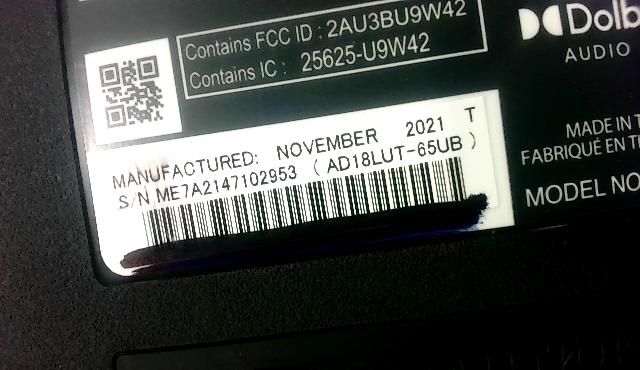 Contains FCC ID : 2AU3BU9W42
Contains IC : 25625-U9W42
AUDIO
MANUFACTURED: NOVEMBER 2021 T
S/N ME7A2147102953 ( AD18LUT-65UB )
MADE IN
FABRIQUÉ EN
MODEL NO